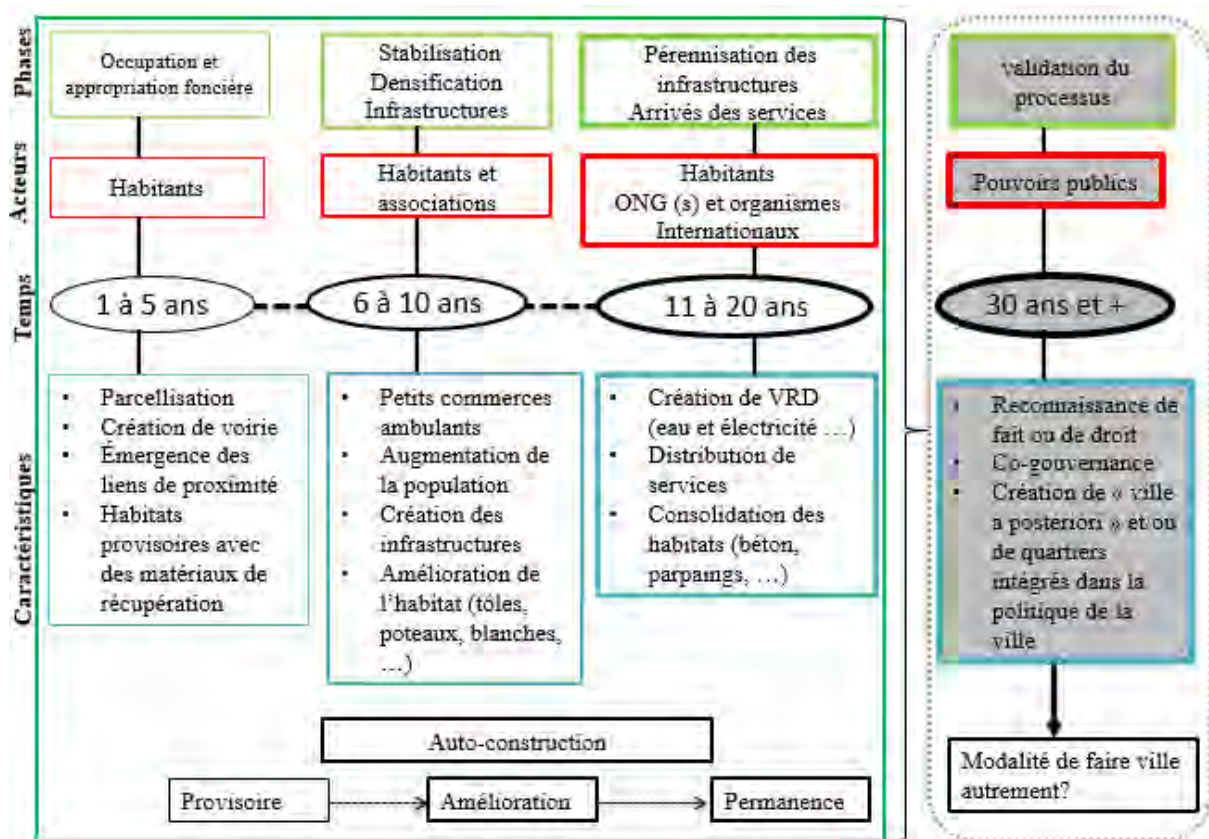 Phases
Occupation et
appropriation foncière
Stabilisation
Densification
Infrastructures
Pérennisation des
infrastructures
Arrivés des services
validation du
processus
Acteurs
Habitants
Habitants et
associations
Habitants
ONG (s) et organismes
Internationaux
Pouvoirs publics
Temps
1 à 5 ans
6 à 10 ans
11 à 20 ans
30 ans et +
Caractéristiques
• Parcellisation
• Création de voirie
• Émergence des
liens de proximité
• Habitats
provisoires avec
des matériaux de
récupération
• Petits commerces
ambulants
• Augmentation de
la population
• Création des
infrastructures
• Amélioration de
l'habitat (tôles,
poteaux, blanches,
…)
• Création de VRD
(eau et électricité …)
• Distribution de
services
• Consolidation des
habitats (béton,
parpaings, …)
• Reconnaissance de
fait ou de droit
• Co-gouvernance
• Création de « ville
a posteriori » et ou
de quartiers
intégrés dans la
politique de la
ville
Auto-construction
Provisoire
Amélioration
Permanence
Modalité de faire ville
autrement?